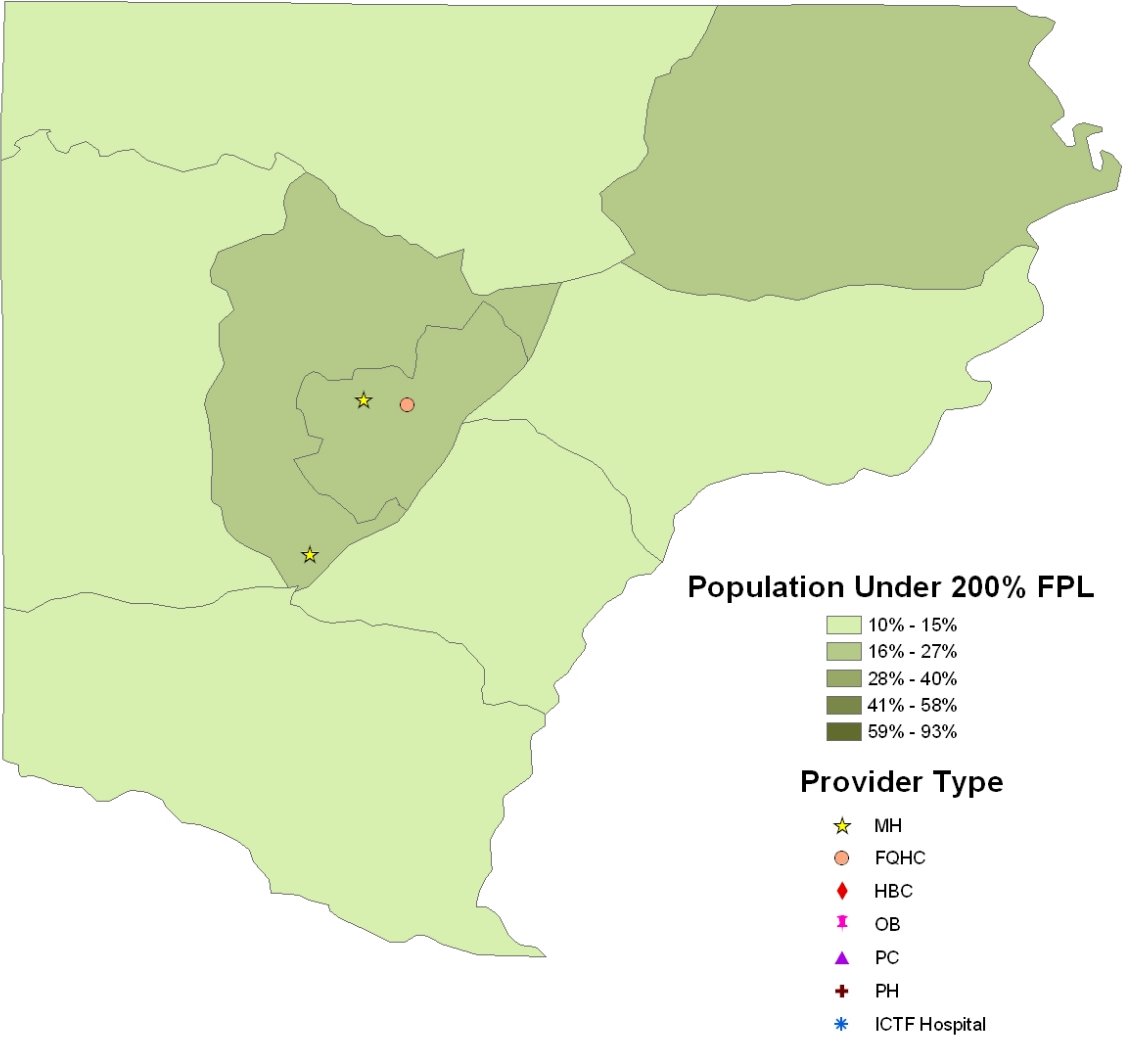 Population Under 200% FPL
10% - 15%
16% - 27%
28% - 40%
41% - 58%
59% - 93%
Provider Type
MH
FQHC
HBC
OB
PC
PH
ICTF Hospital